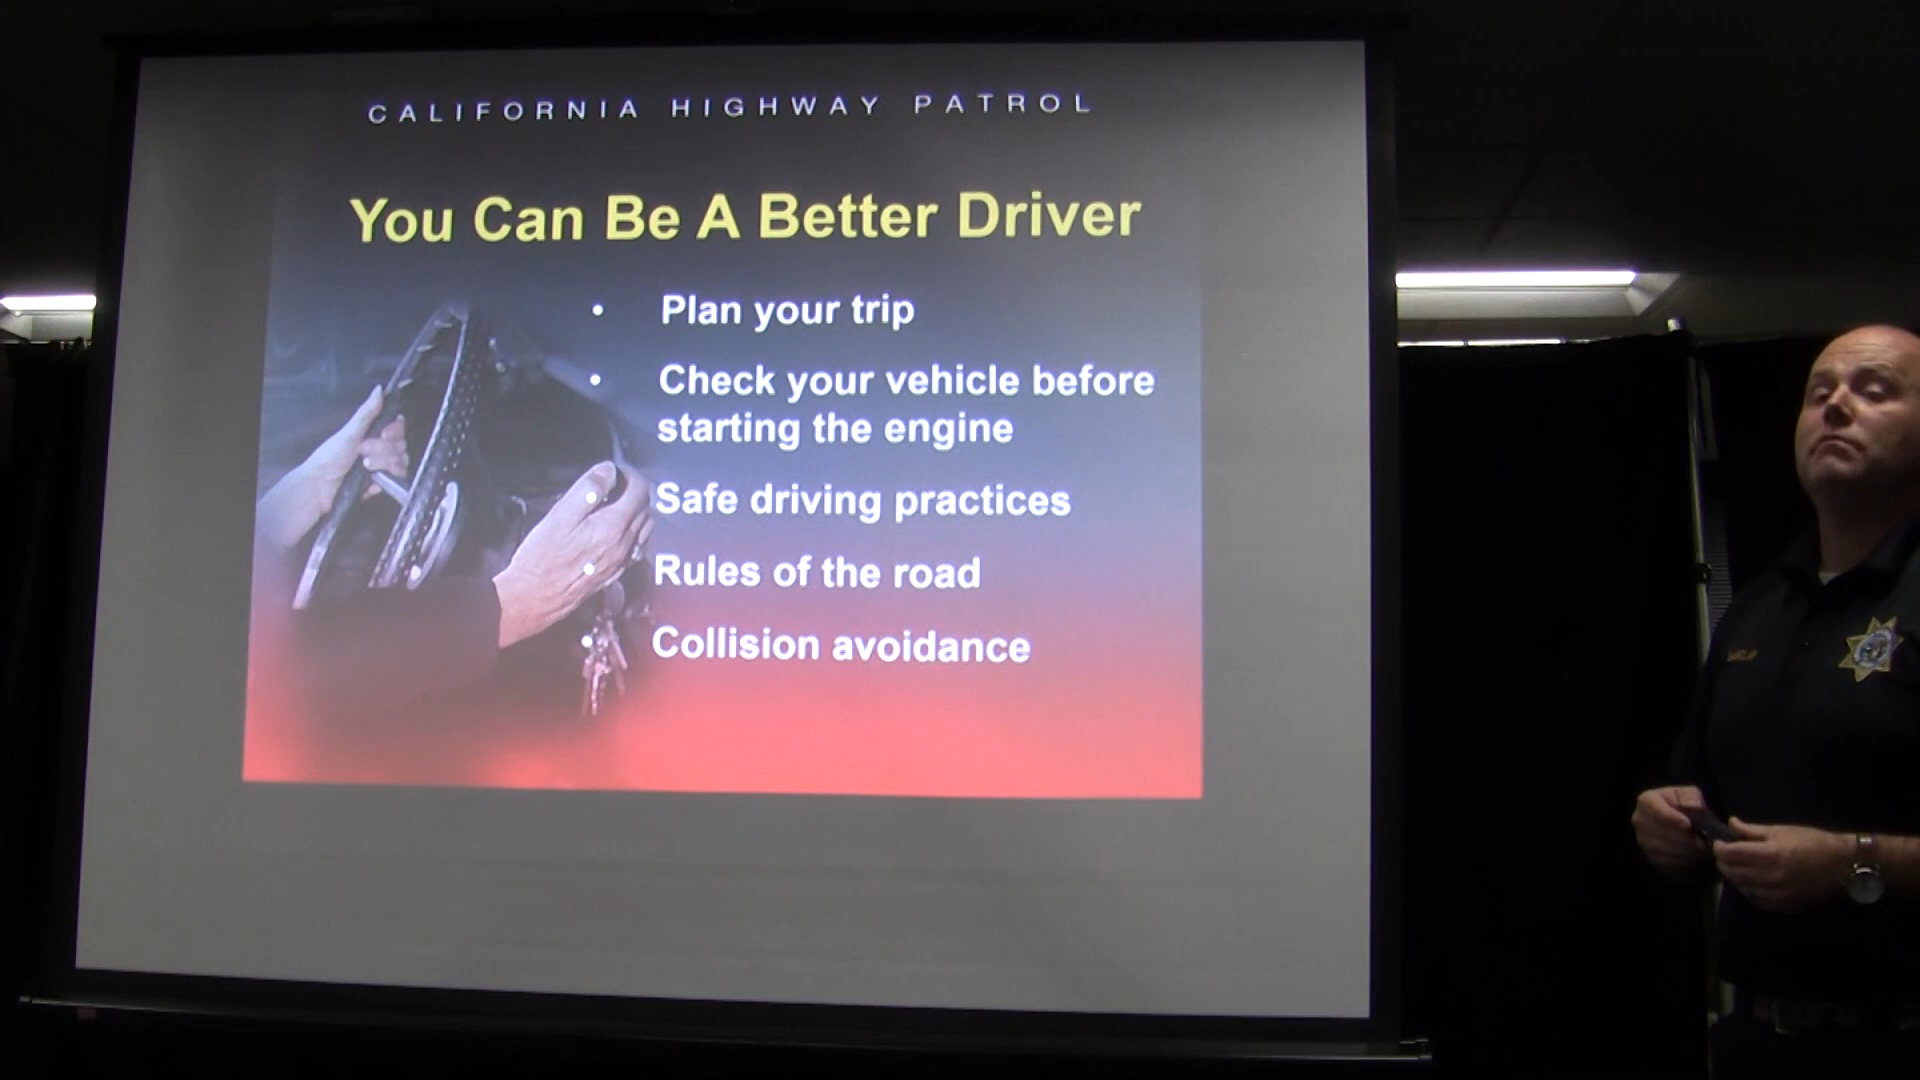 CALIFORNIA HIGHWAY PATROL
You Can Be A Better Driver
• Plan your trip
• Check your vehicle before
starting the engine
• Safe driving practices
• Rules of the road
• Collision avoidance